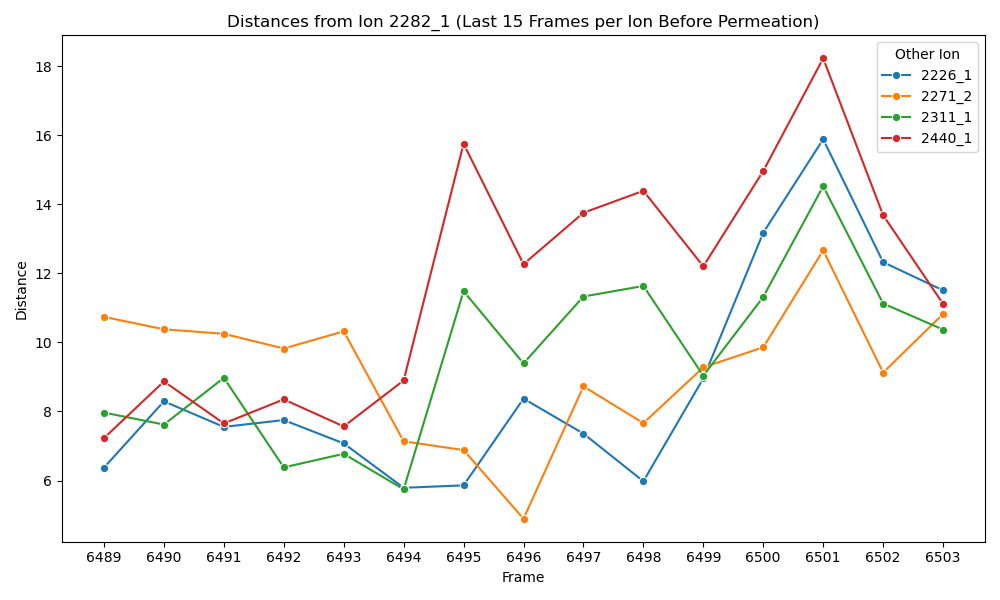 Distances from Ion 2282_1 (Last 15 Frames per Ion Before Permeation)
Other Ion
2226_1
2271_2
2311_1
2440_1
18
16
14
12
10
8
6
Distance
6489 6490 6491 6492 6493 6494 6495 6496 6497 6498 6499 6500 6501 6502 6503
Frame